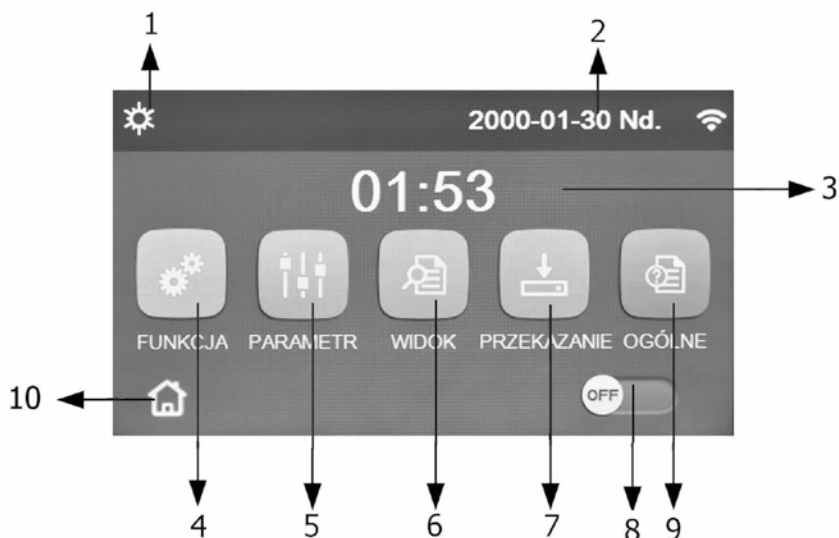 1
2
2000-01-30 Nd.
01:53
3
FUNKCJA PARAMETR WIDOK PRZEKAZANIE OGÓLNE
10
OFF
4 5 6 7 8 9